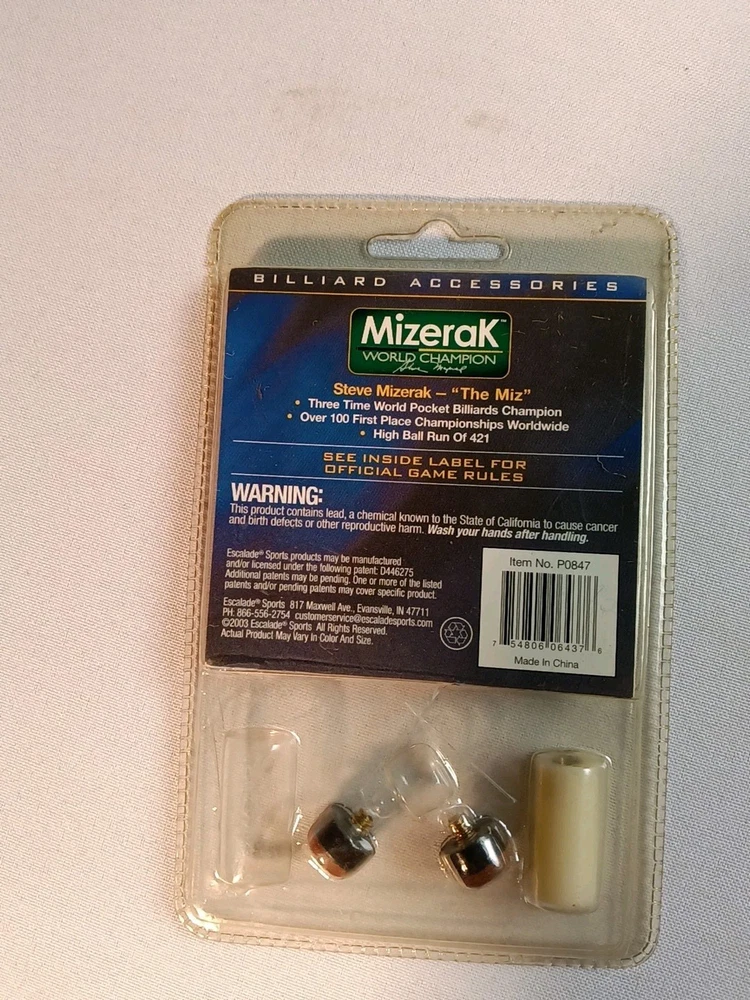 BILLIARD ACCESSORIES
Mizerak™
WORLD CHAMPION
Steve Mizerak – "The Miz"
• Three Time World Pocket Billiards Champion
• Over 100 First Place Championships Worldwide
• High Ball Run Of 421
SEE INSIDE LABEL FOR
OFFICIAL GAME RULES
WARNING:
This product contains lead, a chemical known to the State of California to cause cancer
and birth defects or other reproductive harm. Wash your hands after handling.
Escalade® Sports products may be manufactured
and/or licensed under the following patent: D446275
Additional patents may be pending. One or more of the listed
patents and/or pending patents may cover specific product.
Escalade® Sports 817 Maxwell Ave., Evansville, IN 47711
PH: 866-556-2754 customerservice@escaladesports.com
©2003 Escalade® Sports All Rights Reserved.
Actual Product May Vary In Color And Size.
Item No. P0847
7 54806 06437 6
Made In China